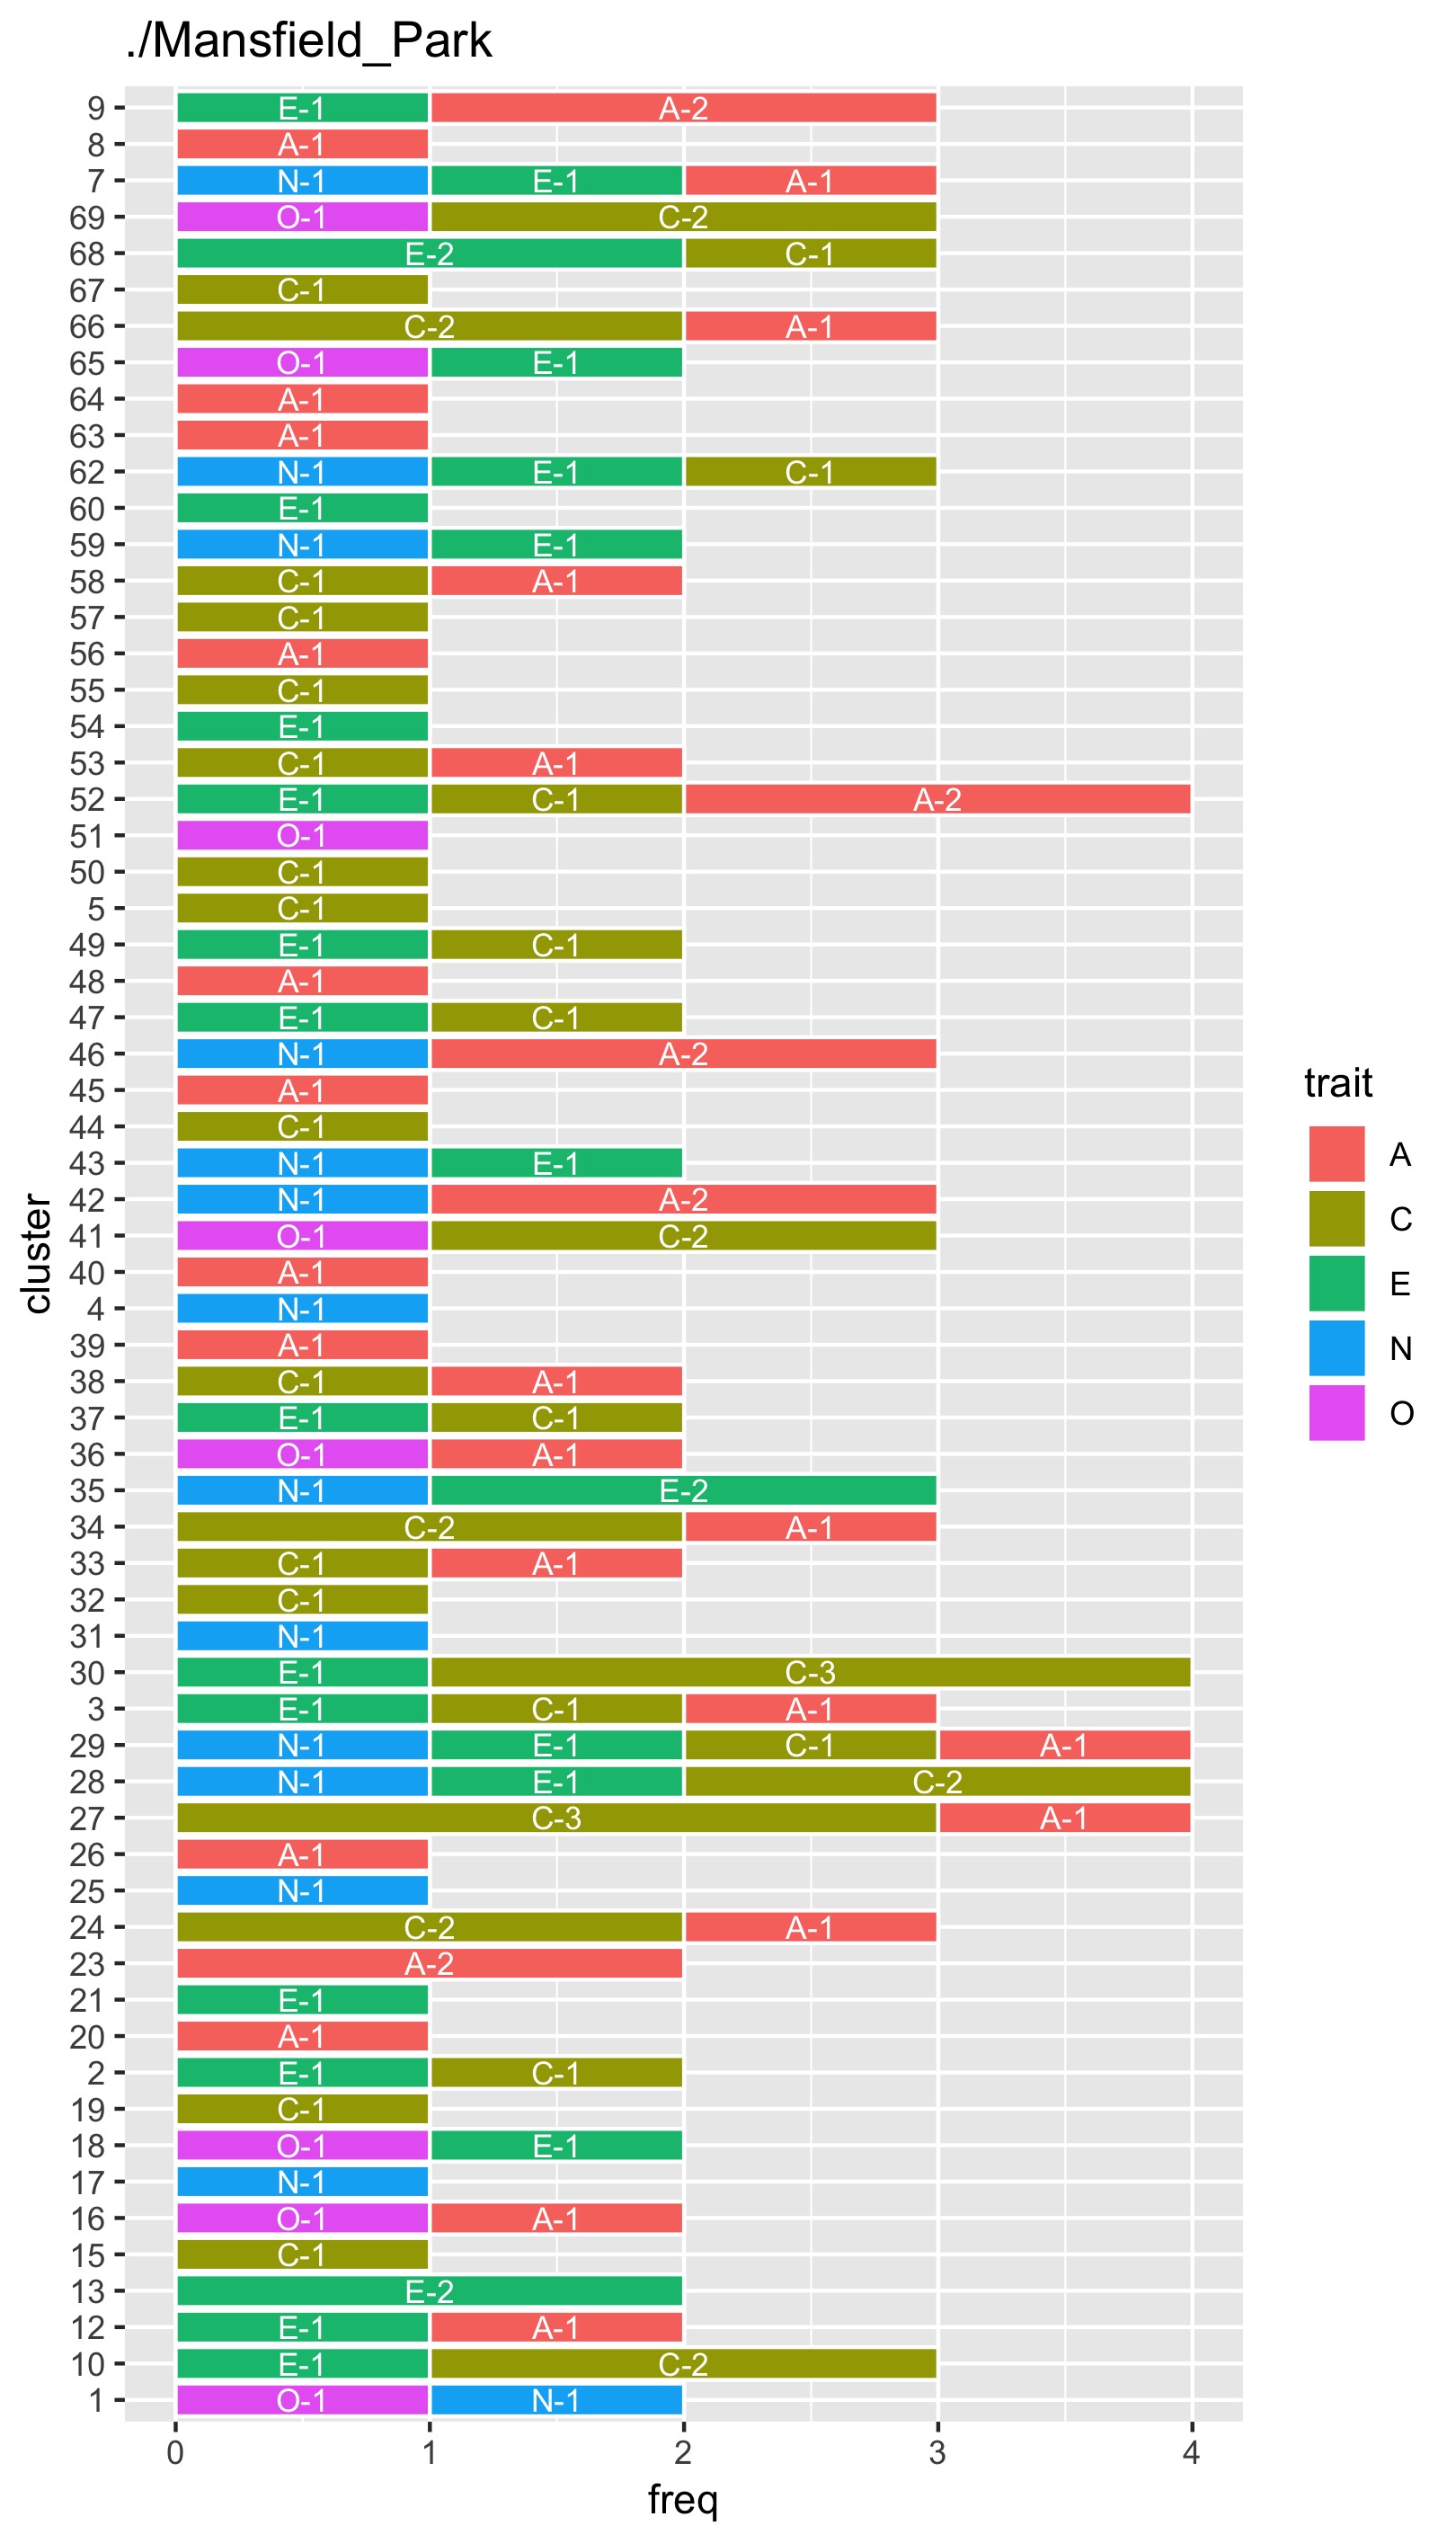 ./Mansfield_Park
9 E-1 A-2
8 A-1
7 N-1 E-1 A-1
69 O-1 C-2
68 E-2 C-1
67 C-1
66 C-2 A-1
65 O-1 E-1
64 A-1
63 A-1
62 N-1 E-1 C-1
60 E-1
59 N-1 E-1
58 C-1 A-1
57 C-1
56 A-1
55 C-1
54 E-1
53 C-1 A-1
52 E-1 C-1 A-2
51 O-1
50 C-1
5 C-1
49 E-1 C-1
48 A-1
47 E-1 C-1
46 N-1 A-2
45 A-1
44 C-1
43 N-1 E-1
42 N-1 A-2
41 O-1 C-2
40 A-1
4 N-1
39 A-1
38 C-1 A-1
37 E-1 C-1
36 O-1 A-1
35 N-1 E-2
34 C-2 A-1
33 C-1 A-1
32 C-1
31 N-1
30 E-1 C-3
3 E-1 C-1 A-1
29 N-1 E-1 C-1 A-1
28 N-1 E-1 C-2
27 C-3 A-1
26 A-1
25 N-1
24 C-2 A-1
23 A-2
21 E-1
20 A-1
2 E-1 C-1
19 C-1
18 O-1 E-1
17 N-1
16 O-1 A-1
15 C-1
13 E-2
12 E-1 A-1
10 E-1 C-2
1 O-1 N-1
0 1 2 3 4
freq
cluster
trait
A
C
E
N
O